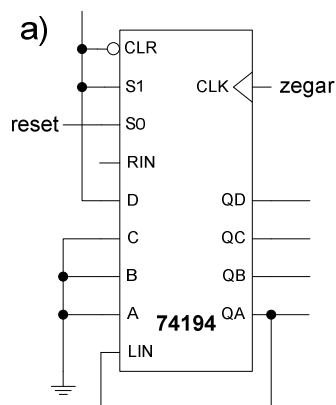 a)
CLR
S1 CLK zegar
reset S0
RIN
D QD
C QC
B QB
A 74194 QA
LIN